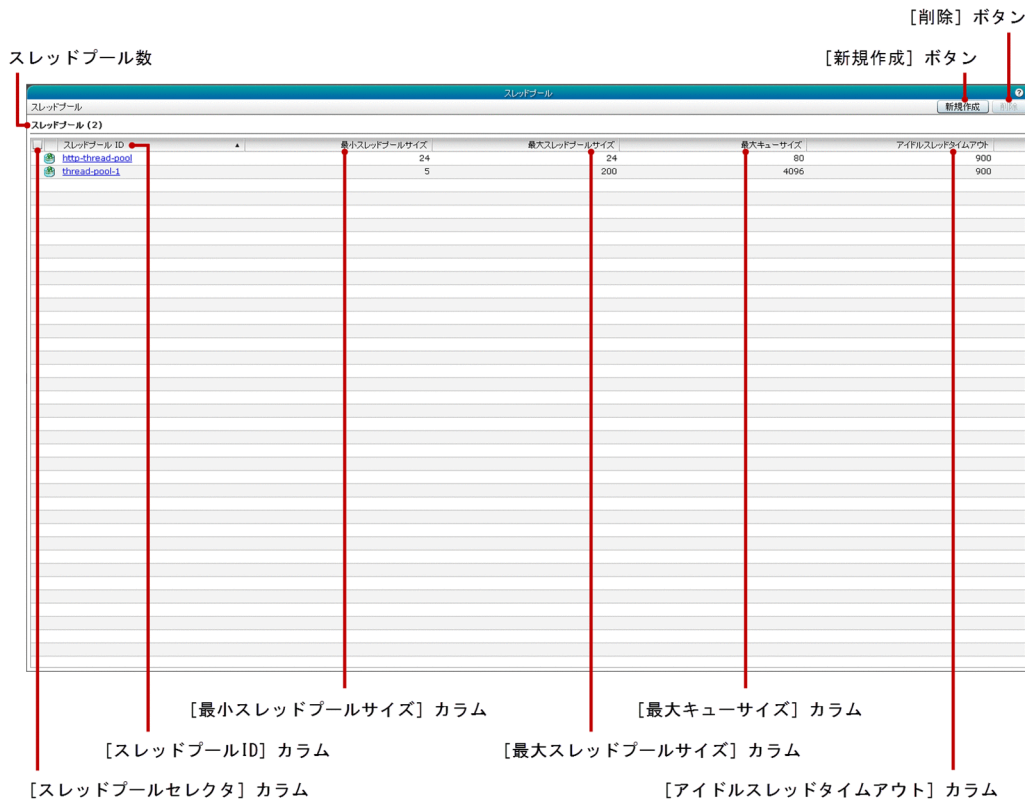 [削除] ボタン
スレッドプール数
[新規作成] ボタン
スレッドプール
?
スレッドプール
新規作成
削除
スレッドプール (2)
スレッドプール ID ▲ 最小スレッドプールサイズ 最大スレッドプールサイズ 最大キューサイズ アイドルスレッドタイムアウト
http-thread-pool 24 24 80 900
thread-pool-1 5 200 4096 900
[最小スレッドプールサイズ] カラム
[最大キューサイズ] カラム
[スレッドプールID] カラム
[最大スレッドプールサイズ] カラム
[スレッドプールセレクタ] カラム
[アイドルスレッドタイムアウト] カラム